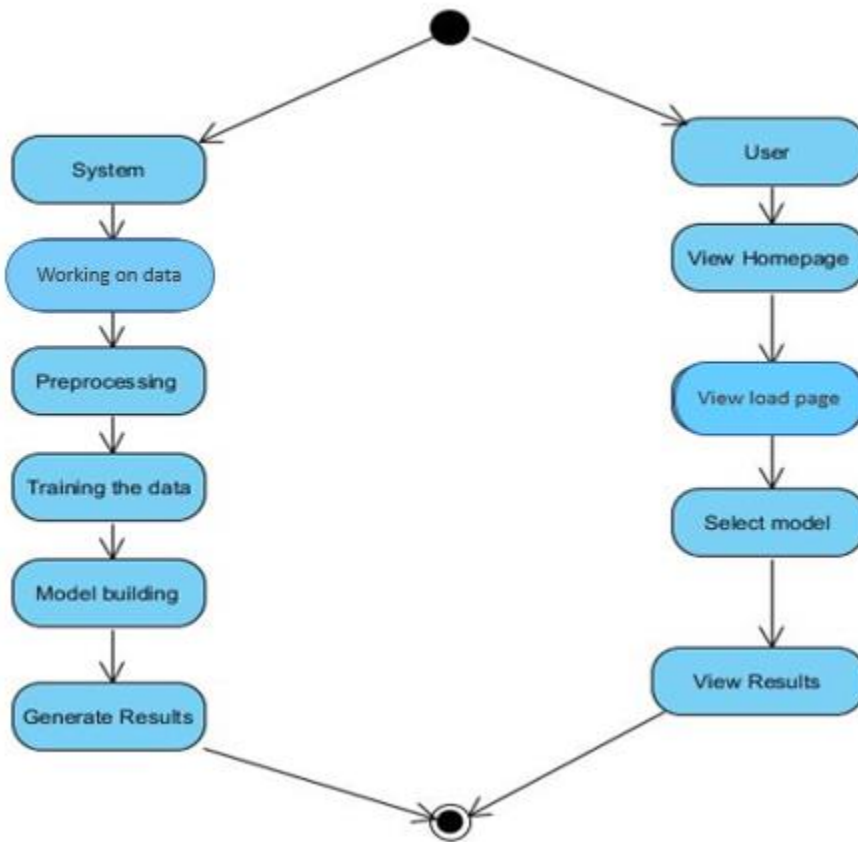 System
Working on data
Preprocessing
Training the data
Model building
Generate Results
User
View Homepage
View load page
Select model
View Results